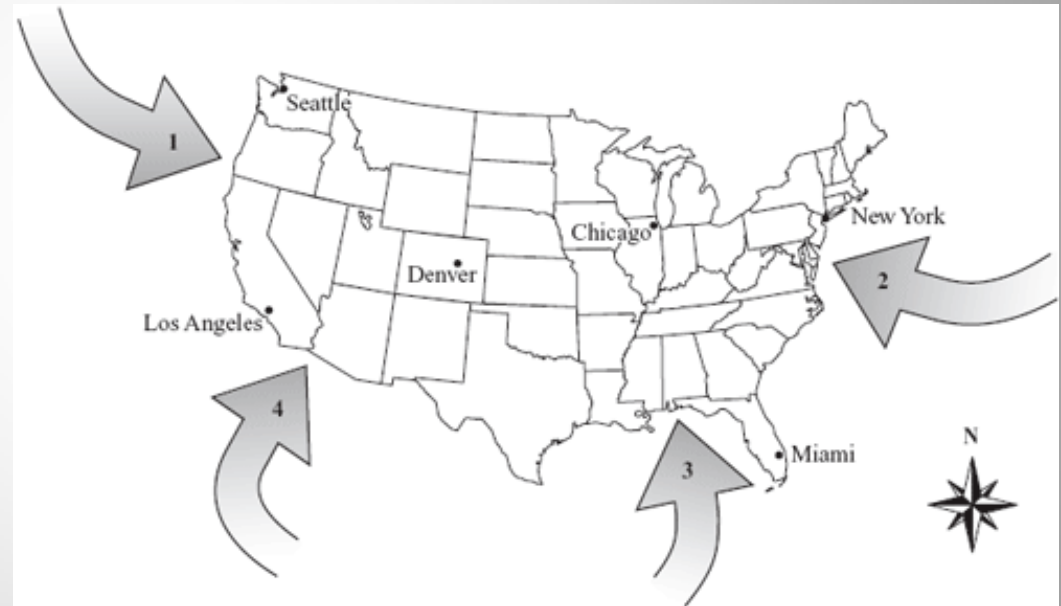 Seattle
1
Chicago
New York
Denver
2
Los Angeles
4
N
Miami
3